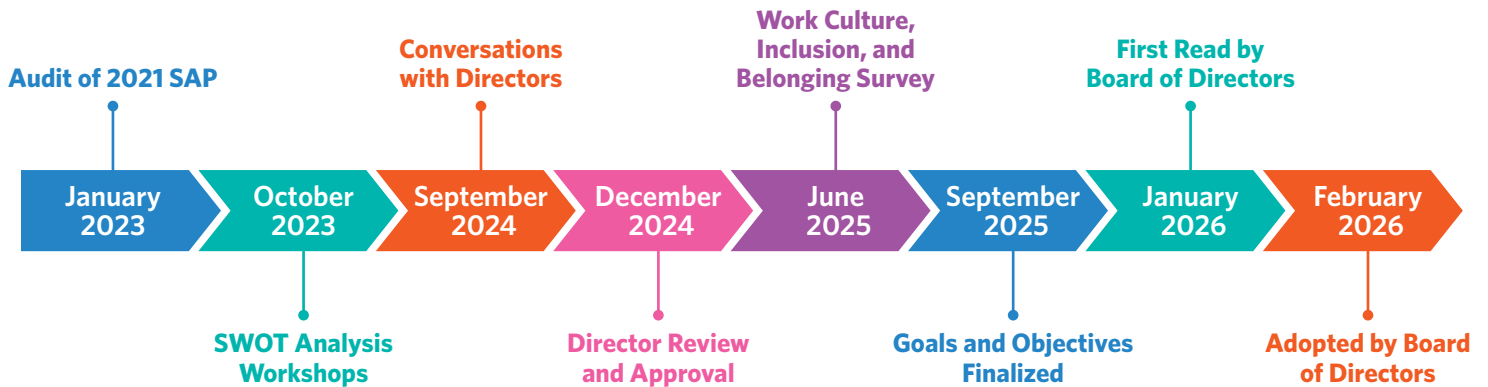 Audit of 2021 SAP
Conversations
with Directors
Work Culture,
Inclusion, and
Belonging Survey
First Read by
Board of Directors
January
2023
October
2023
September
2024
December
2024
June
2025
September
2025
January
2026
February
2026
SWOT Analysis
Workshops
Director Review
and Approval
Goals and Objectives
Finalized
Adopted by Board
of Directors